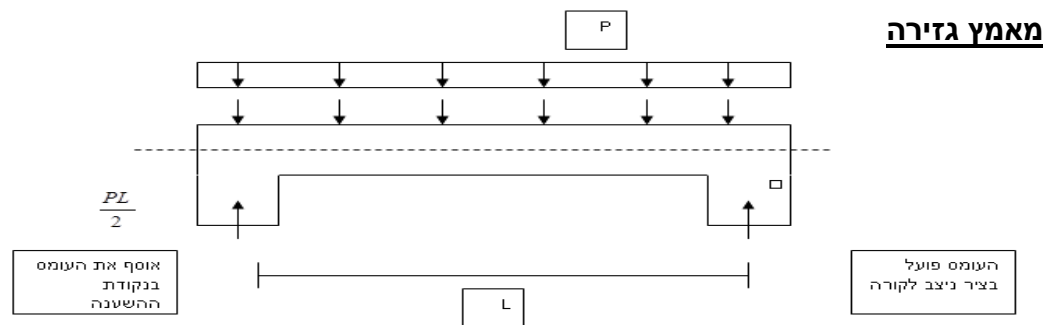 מאמץ גזירה
P
PL
2
אוסף את העומס
בנקודת
ההשענה
העומס פועל
בציר ניצב לקורה
L